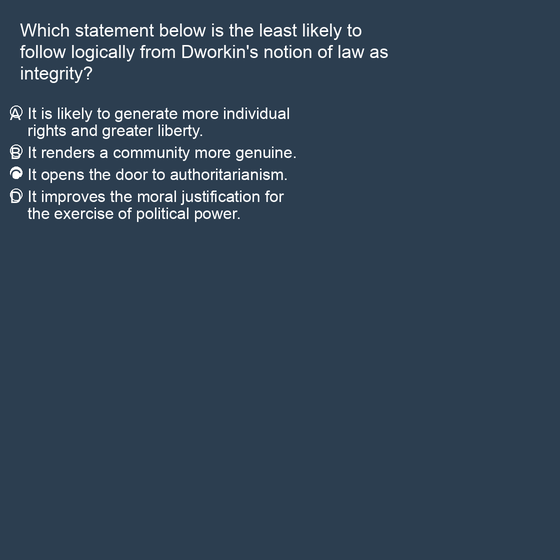 Which statement below is the least likely to
follow logically from Dworkin's notion of law as
integrity?
A It is likely to generate more individual
rights and greater liberty.
B It renders a community more genuine.
It opens the door to authoritarianism.
D It improves the moral justification for
the exercise of political power.